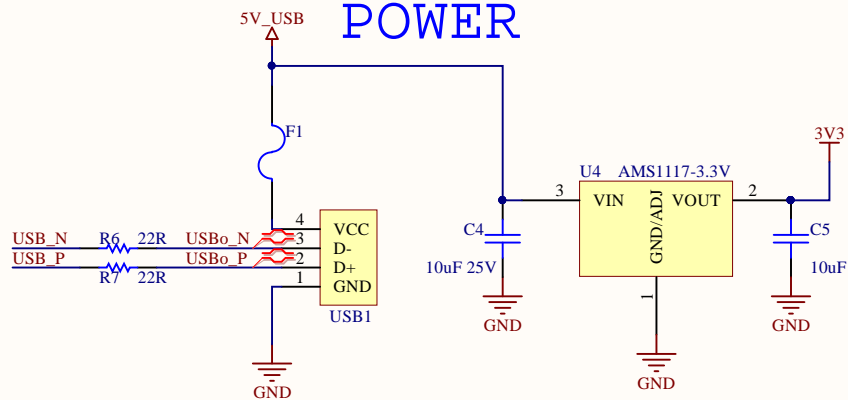 POWER
5V_USB
F1
3V3
U4 AMS1117-3.3V
3 VIN VOUT 2
GND/ADJ
1
C4
10uF 25V
GND
C5
10uF
GND
GND
4 VCC
USB_N R6 22R USBo_N 3 D-
USB_P R7 22R USBo_P 2 D+
1 GND
USB1
GND